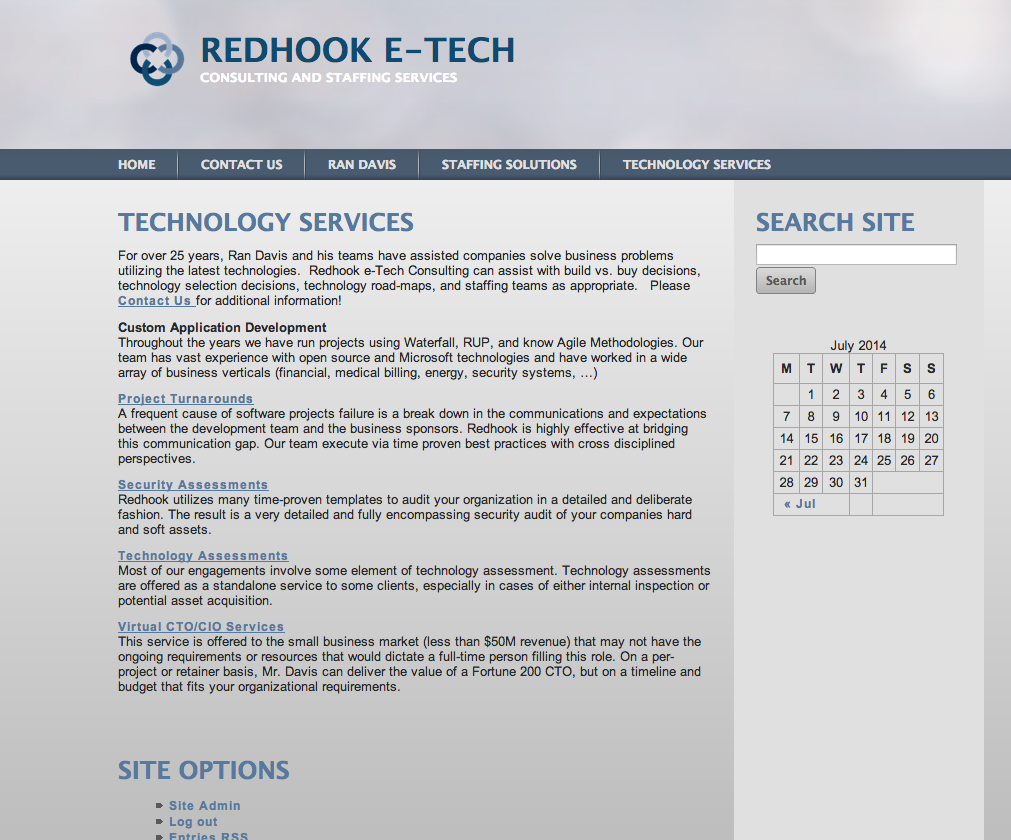 REDHOOK E-TECH
CONSULTING AND STAFFING SERVICES
HOME
CONTACT US
RAN DAVIS
STAFFING SOLUTIONS
TECHNOLOGY SERVICES
TECHNOLOGY SERVICES
For over 25 years, Ran Davis and his teams have assisted companies solve business problems
utilizing the latest technologies. Redhook e-Tech Consulting can assist with build vs. buy decisions,
technology selection decisions, technology road-maps, and staffing teams as appropriate. Please
Contact Us for additional information!
Custom Application Development
Throughout the years we have run projects using Waterfall, RUP, and know Agile Methodologies. Our
team has vast experience with open source and Microsoft technologies and have worked in a wide
array of business verticals (financial, medical billing, energy, security systems, …)
Project Turnarounds
A frequent cause of software projects failure is a break down in the communications and expectations
between the development team and the business sponsors. Redhook is highly effective at bridging
this communication gap. Our team execute via time proven best practices with cross disciplined
perspectives.
Security Assessments
Redhook utilizes many time-proven templates to audit your organization in a detailed and deliberate
fashion. The result is a very detailed and fully encompassing security audit of your companies hard
and soft assets.
Technology Assessments
Most of our engagements involve some element of technology assessment. Technology assessments
are offered as a standalone service to some clients, especially in cases of either internal inspection or
potential asset acquisition.
Virtual CTO/CIO Services
This service is offered to the small business market (less than $50M revenue) that may not have the
ongoing requirements or resources that would dictate a full-time person filling this role. On a per-
project or retainer basis, Mr. Davis can deliver the value of a Fortune 200 CTO, but on a timeline and
budget that fits your organizational requirements.
SITE OPTIONS
Site Admin
Log out
Entries RSS
SEARCH SITE
Search
July 2014
M T W T F S S
1 2 3 4 5 6
7 8 9 10 11 12 13
14 15 16 17 18 19 20
21 22 23 24 25 26 27
28 29 30 31
« Jul